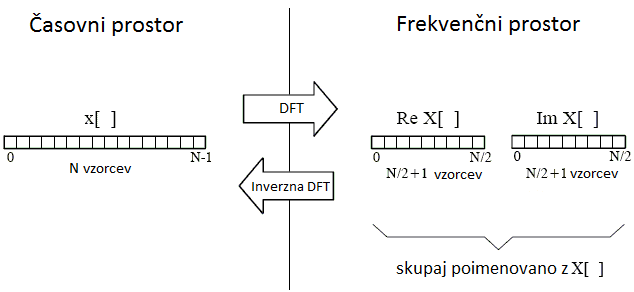 Časovni prostor
Frekvenčni prostor
x[ ]
0 N-1
N vzorcev
DFT
Inverzna DFT
Re X[ ]
0 N/2
N/2+1 vzorcev
Im X[ ]
0 N/2
N/2+1 vzorcev
skupaj poimenovano z X[ ]